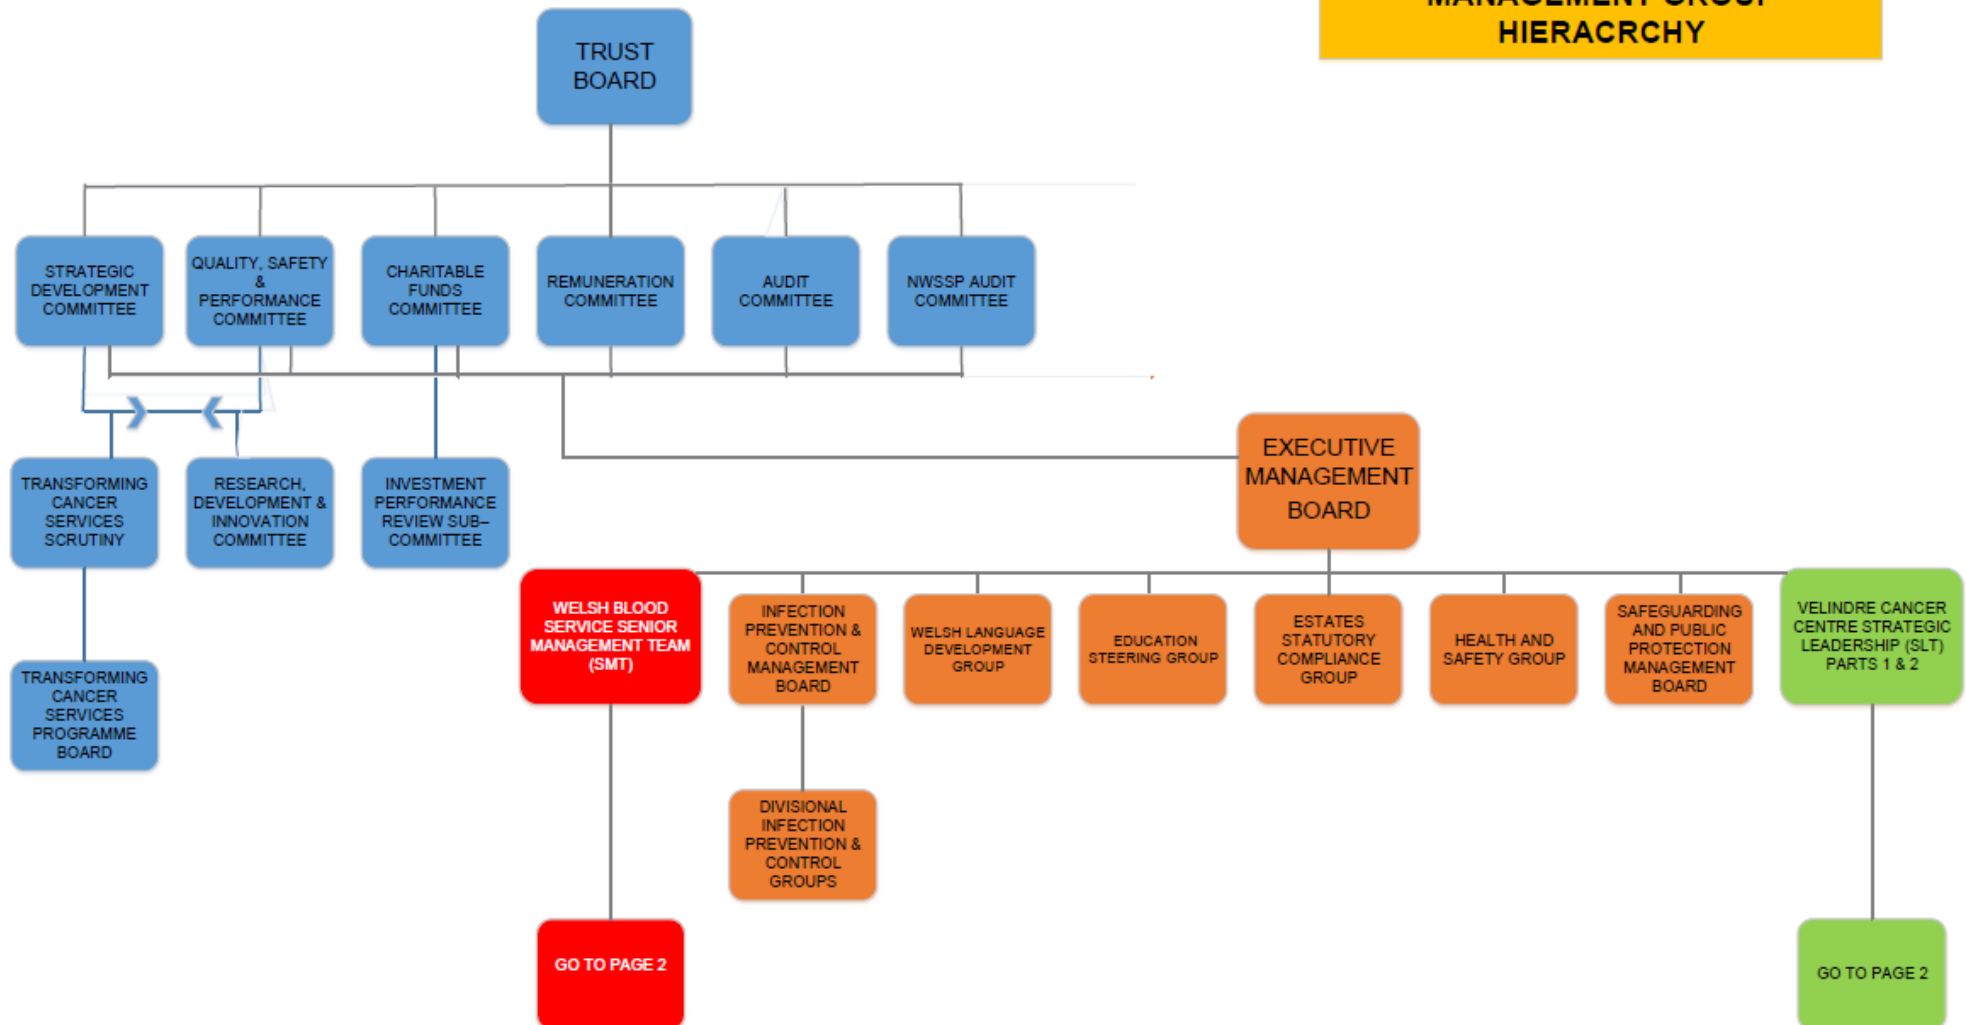 MANAGEMENT GROUP
HIERACRCHY
TRUST
BOARD
STRATEGIC
DEVELOPMENT
COMMITTEE
QUALITY, SAFETY
&
PERFORMANCE
COMMITTEE
CHARITABLE
FUNDS
COMMITTEE
REMUNERATION
COMMITTEE
AUDIT
COMMITTEE
NWSSP AUDIT
COMMITTEE
TRANSFORMING
CANCER
SERVICES
SCRUTINY
RESEARCH,
DEVELOPMENT &
INNOVATION
COMMITTEE
INVESTMENT
PERFORMANCE
REVIEW SUB–
COMMITTEE
EXECUTIVE
MANAGEMENT
BOARD
TRANSFORMING
CANCER
SERVICES
PROGRAMME
BOARD
WELSH BLOOD
SERVICE SENIOR
MANAGEMENT TEAM
(SMT)
INFECTION
PREVENTION &
CONTROL
MANAGEMENT
BOARD
WELSH LANGUAGE
DEVELOPMENT
GROUP
EDUCATION
STEERING GROUP
ESTATES
STATUTORY
COMPLIANCE
GROUP
HEALTH AND
SAFETY GROUP
SAFEGUARDING
AND PUBLIC
PROTECTION
MANAGEMENT
BOARD
VELINDRE CANCER
CENTRE STRATEGIC
LEADERSHIP (SLT)
PARTS 1 & 2
DIVISIONAL
INFECTION
PREVENTION &
CONTROL
GROUPS
GO TO PAGE 2
GO TO PAGE 2